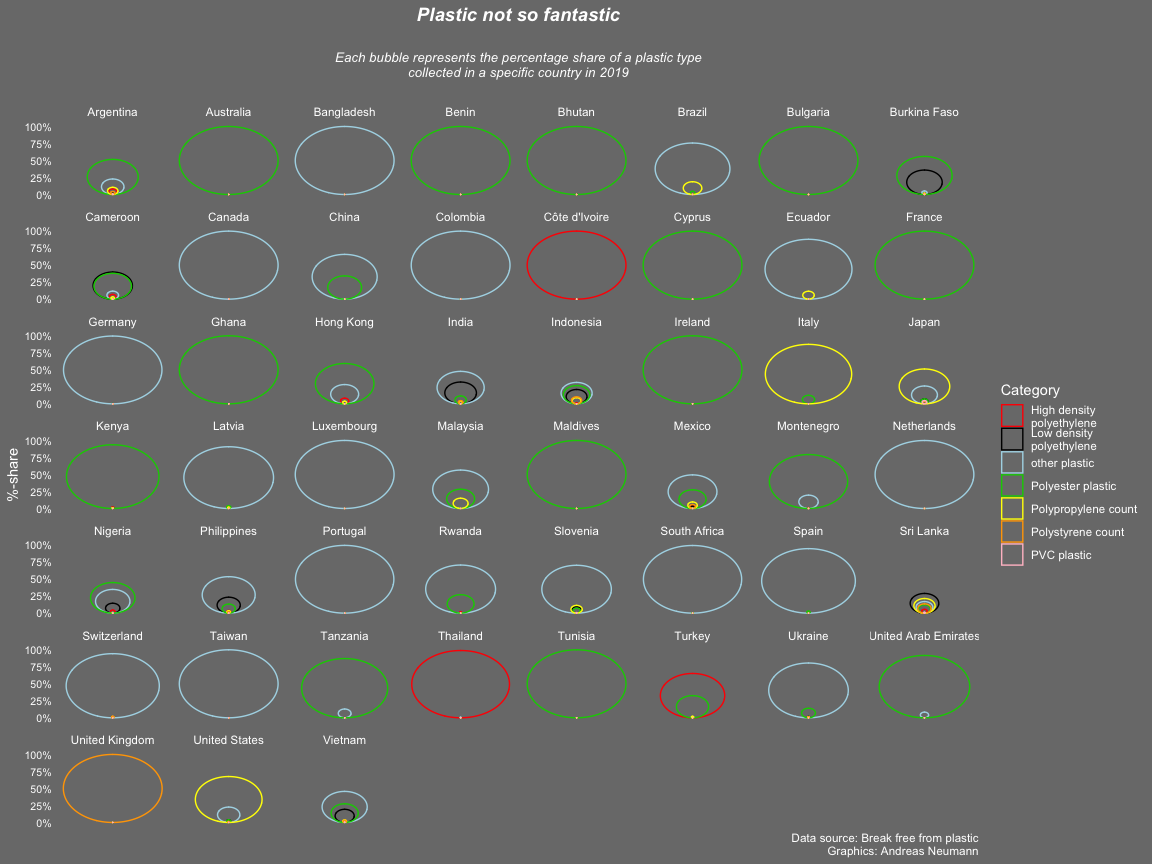 Plastic not so fantastic
Each bubble represents the percentage share of a plastic type
collected in a specific country in 2019
Argentina Australia Bangladesh Benin Bhutan Brazil Bulgaria Burkina Faso
100%
75%
50%
25%
0%
Cameroon Canada China Colombia Côte d'Ivoire Cyprus Ecuador France
100%
75%
50%
25%
0%
Germany Ghana Hong Kong India Indonesia Ireland Italy Japan
100%
75%
50%
25%
0%
Kenya Latvia Luxembourg Malaysia Maldives Mexico Montenegro Netherlands
100%
75%
50%
25%
0%
Nigeria Philippines Portugal Rwanda Slovenia South Africa Spain Sri Lanka
100%
75%
50%
25%
0%
Switzerland Taiwan Tanzania Thailand Tunisia Turkey Ukraine United Arab Emirates
100%
75%
50%
25%
0%
United Kingdom United States Vietnam
100%
75%
50%
25%
0%
%-share
Category
High density
polyethylene
Low density
polyethylene
other plastic
Polyester plastic
Polypropylene count
Polystyrene count
PVC plastic
Data source: Break free from plastic
Graphics: Andreas Neumann